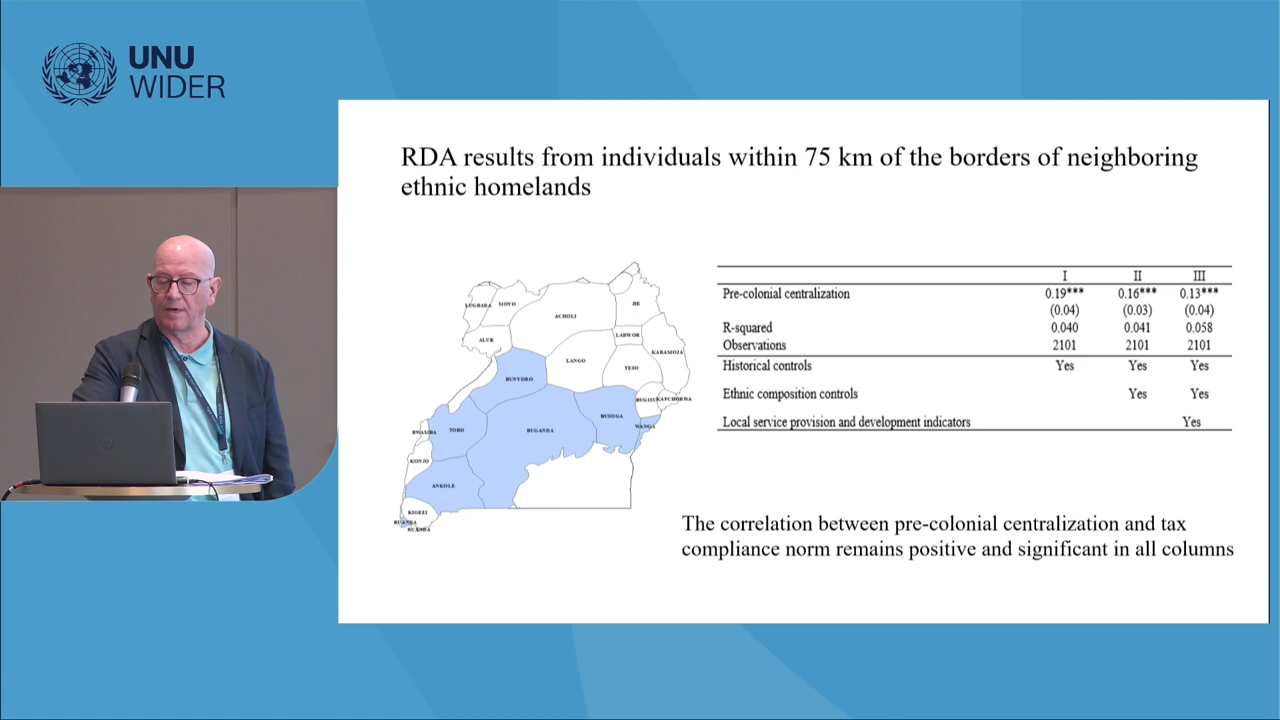 UNU
WIDER
RDA results from individuals within 75 km of the borders of neighboring
ethnic homelands
LUGBARA
MOYO
ACHOLI
JIE
ALUR
LABWOR
LANGO
KARAMOJA
TESO
BUNYORO
KAPCHORWA
BUSOGA
WANGA
BWAMBA
TORO
BUGANDA
KONJO
ANKOLE
KIGEZI
RUANDA
I II III
Pre-colonial centralization 0.19*** 0.16*** 0.13***
(0.04) (0.03) (0.04)
R-squared 0.040 0.041 0.058
Observations 2101 2101 2101
Historical controls Yes Yes Yes
Ethnic composition controls Yes Yes
Local service provision and development indicators Yes
The correlation between pre-colonial centralization and tax
compliance norm remains positive and significant in all columns